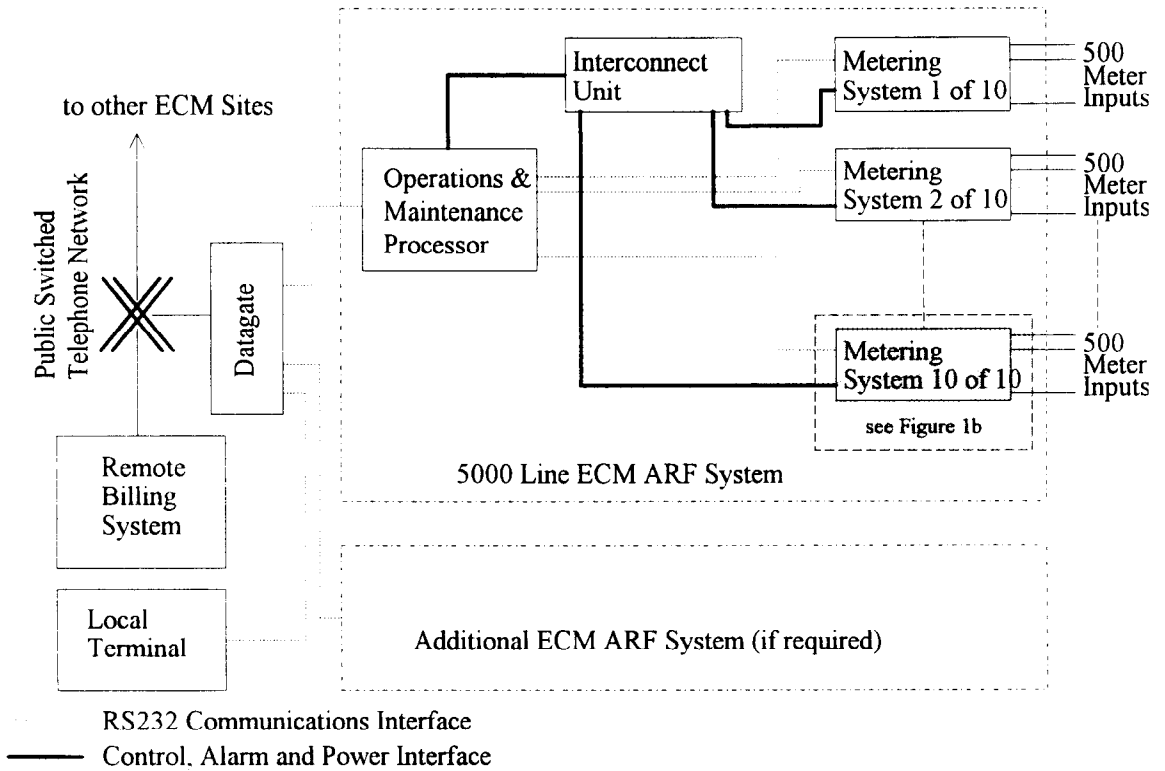 to other ECM Sites
Public Switched
Telephone Network
Datagate
Remote
Billing
System
Local
Terminal
Operations &
Maintenance
Processor
Interconnect
Unit
Metering
System 1 of 10
500
Meter
Inputs
Metering
System 2 of 10
500
Meter
Inputs
Metering
System 10 of 10
500
Meter
Inputs
see Figure 1b
5000 Line ECM ARF System
Additional ECM ARF System (if required)
RS232 Communications Interface
Control, Alarm and Power Interface